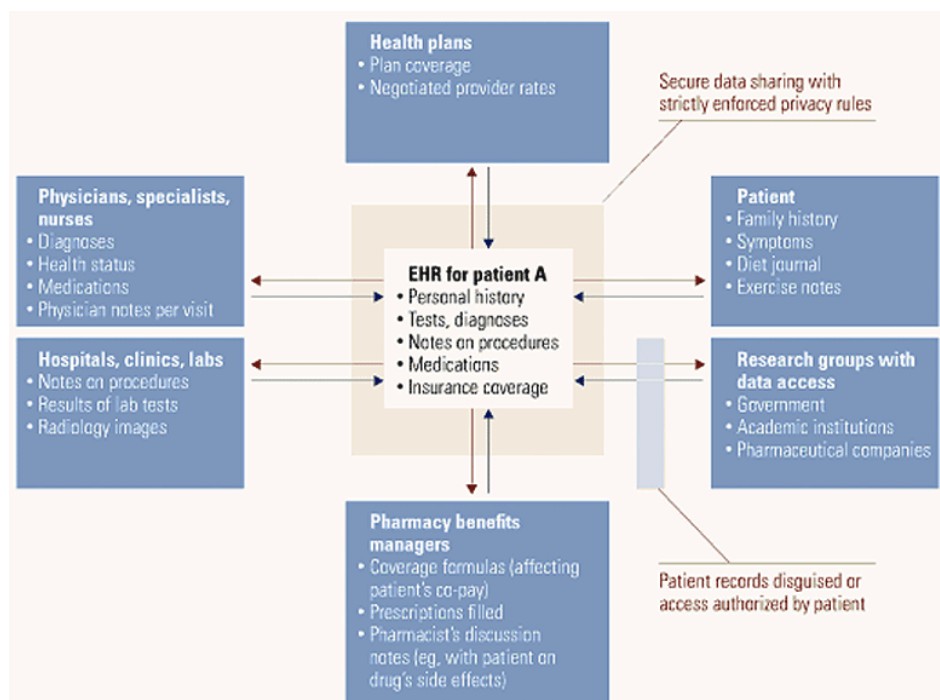 Health plans
• Plan coverage
• Negotiated provider rates
Secure data sharing with
strictly enforced privacy rules
Physicians, specialists,
nurses
• Diagnoses
• Health status
• Medications
• Physician notes per visit
EHR for patient A
• Personal history
• Tests, diagnoses
• Notes on procedures
• Medications
• Insurance coverage
Patient
• Family history
• Symptoms
• Diet journal
• Exercise notes
Hospitals, clinics, labs
• Notes on procedures
• Results of lab tests
• Radiology images
Research groups with
data access
• Government
• Academic institutions
• Pharmaceutical companies
Pharmacy benefits
managers
• Coverage formulas (affecting
patient's co-pay)
• Prescriptions filled
• Pharmacist's discussion
notes (eg, with patient on
drug's side effects)
Patient records disguised or
access authorized by patient